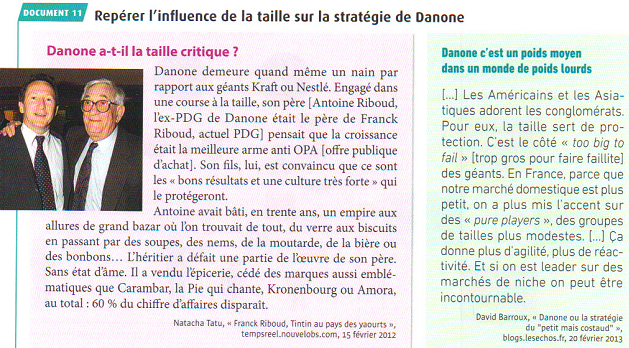 DOCUMENT 11
Repérer l'influence de la taille sur la stratégie de Danone
Danone a-t-il la taille critique ?
Danone demeure quand même un nain par
rapport aux géants Kraft ou Nestlé. Engagé dans
une course à la taille, son père [Antoine Riboud,
l'ex-PDG de Danone était le père de Franck
Riboud, actuel PDG] pensait que la croissance
était la meilleure arme anti OPA [offre publique
d'achat]. Son fils, lui, est convaincu que ce sont
les « bons résultats et une culture très forte » qui
le protégeront.
Antoine avait bâti, en trente ans, un empire aux
allures de grand bazar où l'on trouvait de tout, du verre aux biscuits
en passant par des soupes, des nems, de la moutarde, de la bière ou
des bonbons… L'héritier a défait une partie de l'œuvre de son père.
Sans état d'âme. Il a vendu l'épicerie, cédé des marques aussi emblé-
matiques que Carambar, la Pie qui chante, Kronenbourg ou Amora,
au total : 60 % du chiffre d'affaires disparaît.
Natacha Tatu, « Franck Riboud, Tintin au pays des yaourts »,
tempsreel.nouvelobs.com, 15 février 2012
Danone c'est un poids moyen
dans un monde de poids lourds
[...] Les Américains et les Asia-
tiques adorent les conglomérats.
Pour eux, la taille sert de pro-
tection. C'est le côté « too big to
fail » [trop gros pour faire faillite]
des géants. En France, parce que
notre marché domestique est plus
petit, on a plus mis l'accent sur
des « pure players », des groupes
de tailles plus modestes. [...] Ça
donne plus d'agilité, plus de réac-
tivité. Et si on est leader sur des
marchés de niche on peut être
incontournable.
David Barroux, « Danone ou la stratégie
du "petit mais costaud" »,
blogs.lesechos.fr, 20 février 2013